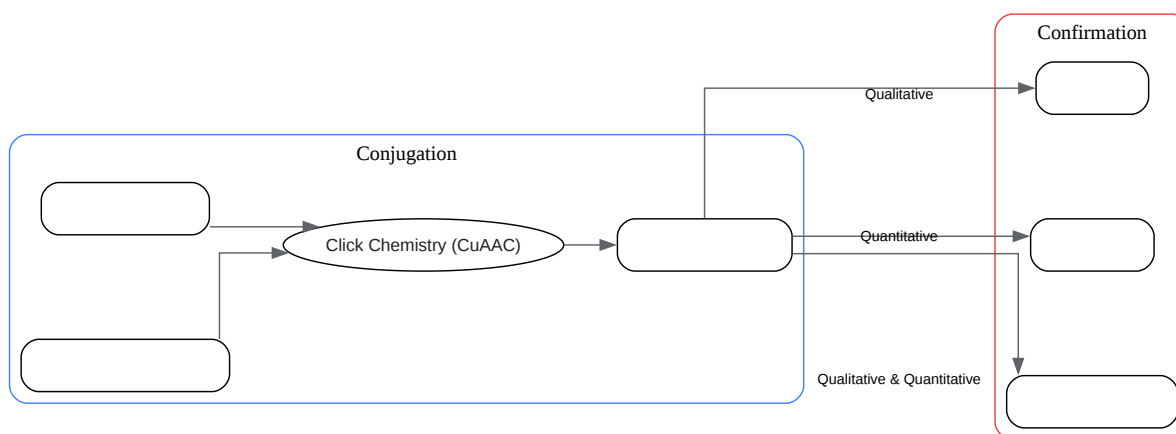 Confirmation
Qualitative
Conjugation
Click Chemistry (CuAAC)
Quantitative
Qualitative & Quantitative